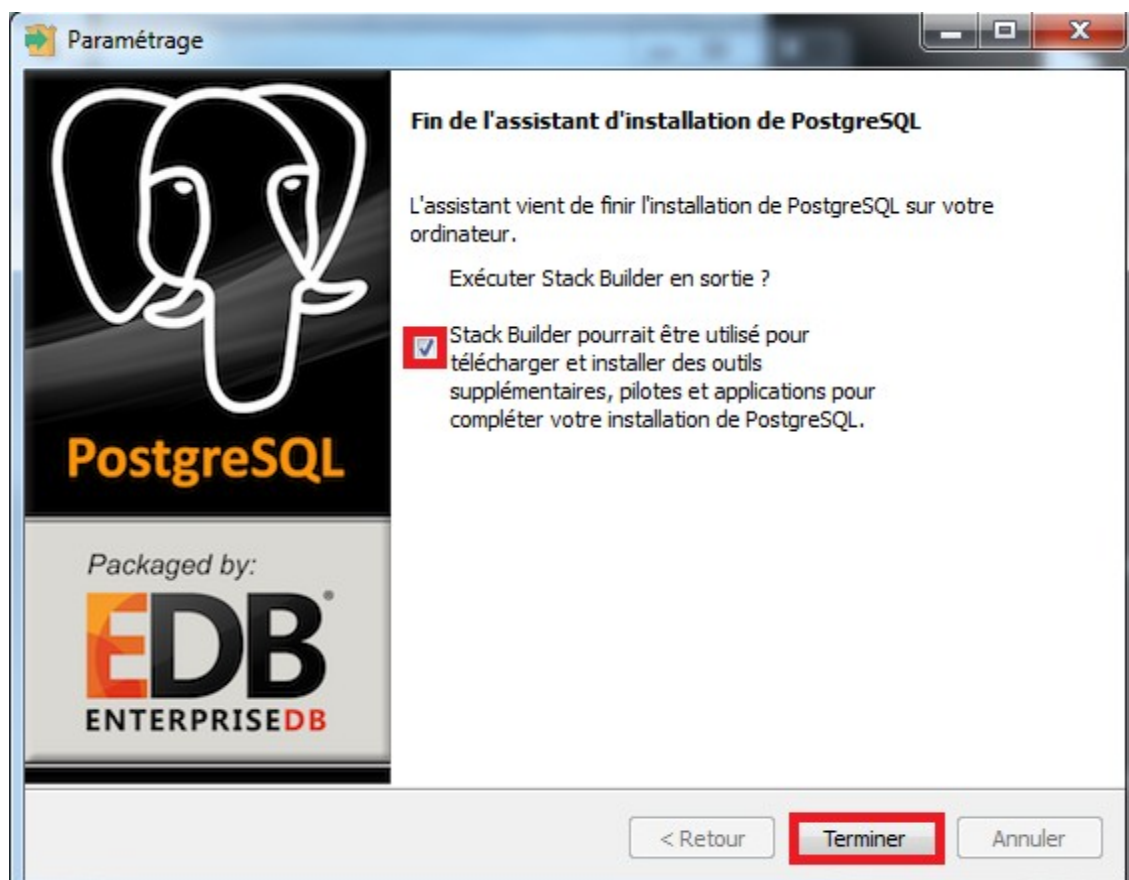 Paramétrage
Fin de l'assistant d'installation de PostgreSQL
L'assistant vient de finir l'installation de PostgreSQL sur votre
ordinateur.
Exécuter Stack Builder en sortie ?
Stack Builder pourrait être utilisé pour
télécharger et installer des outils
supplémentaires, pilotes et applications pour
compléter votre installation de PostgreSQL.
PostgreSQL
Packaged by:
EDB®
ENTERPRISEDB
< Retour
Terminer
Annuler